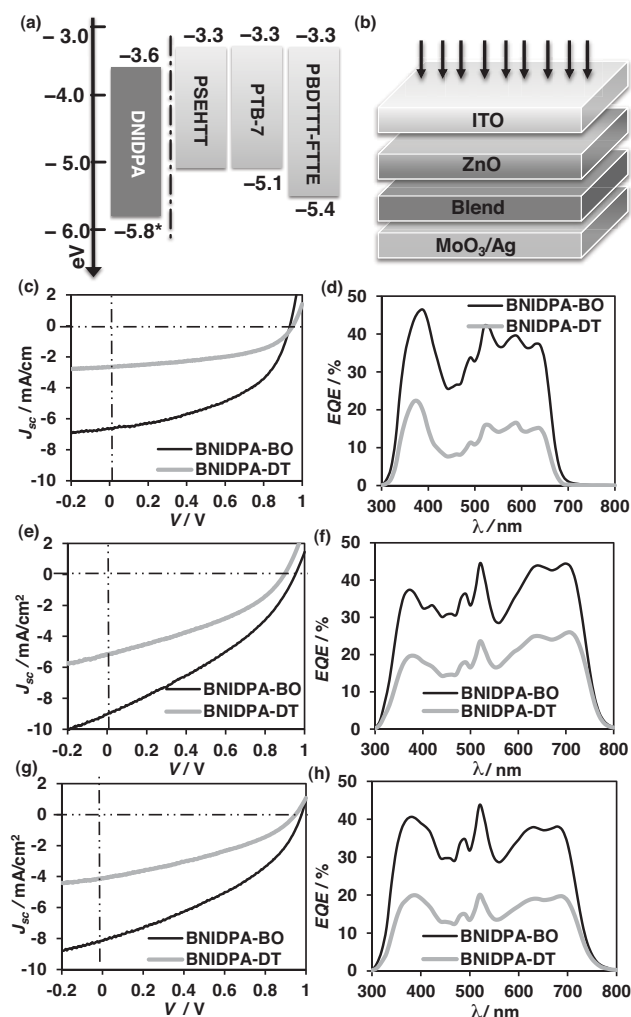 (a)
− 3.0
− 4.0
− 5.0
− 6.0
eV
−3.6
DNIDPA
−5.8*
−3.3
PSEHTT
−3.3
PTB-7
−5.1
−3.3
PBDTTT-FTTE
−5.4
(b)
ITO
ZnO
Blend
MoO3/Ag
(c)
2
0
-2
-4
-6
-8
-10
Jsc / mA/cm
BNIDPA-BO
BNIDPA-DT
-0.2 0 0.2 0.4 0.6 0.8 1
V / V
(d)
50
40
30
20
10
0
EQE / %
BNIDPA-BO
BNIDPA-DT
300 400 500 600 700 800
λ / nm
(e)
2
0
-2
-4
-6
-8
-10
Jsc / mA/cm2
BNIDPA-BO
BNIDPA-DT
-0.2 0 0.2 0.4 0.6 0.8 1
V / V
(f)
50
40
30
20
10
0
EQE / %
BNIDPA-BO
BNIDPA-DT
300 400 500 600 700 800
λ / nm
(g)
2
0
-2
-4
-6
-8
-10
Jsc / mA/cm2
BNIDPA-BO
BNIDPA-DT
-0.2 0 0.2 0.4 0.6 0.8 1
V / V
(h)
50
40
30
20
10
0
EQE / %
BNIDPA-BO
BNIDPA-DT
300 400 500 600 700 800
λ / nm